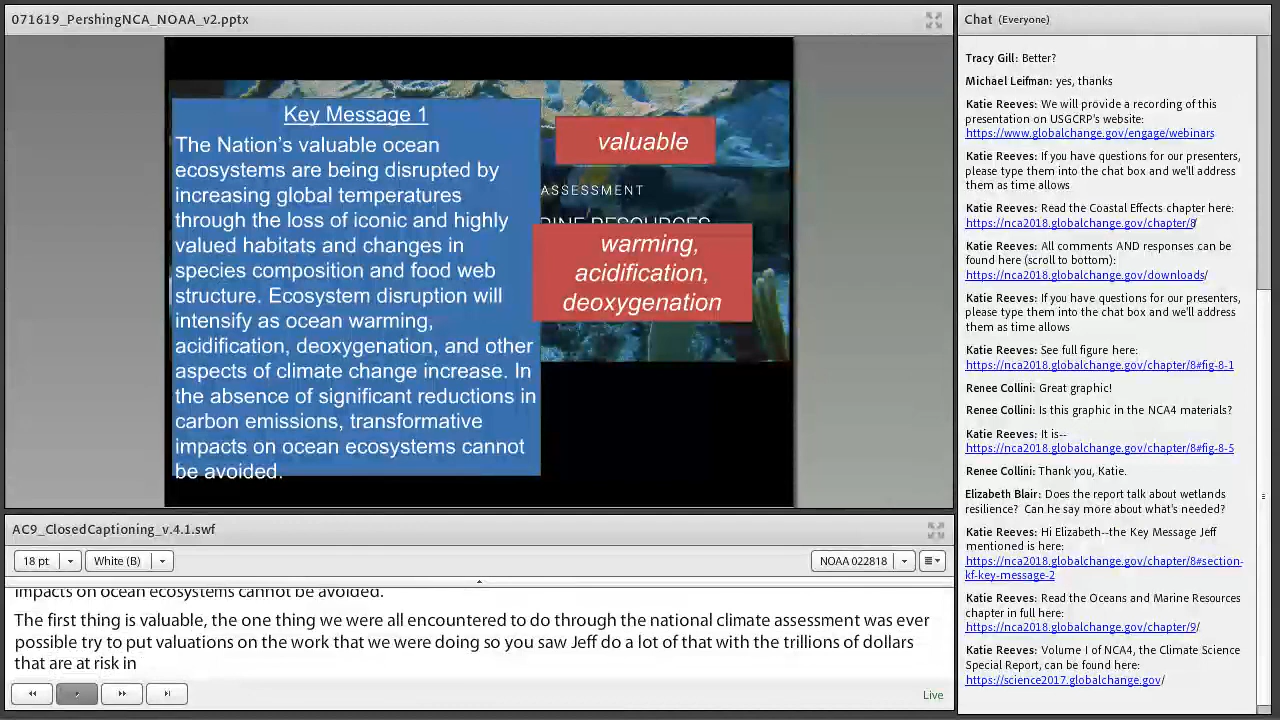 071619_PershingNCA_NOAA_v2.pptx
Key Message 1
The Nation's valuable ocean
ecosystems are being disrupted by
increasing global temperatures
through the loss of iconic and highly
valued habitats and changes in
species composition and food web
structure. Ecosystem disruption will
intensify as ocean warming,
acidification, deoxygenation, and other
aspects of climate change increase. In
the absence of significant reductions in
carbon emissions, transformative
impacts on ocean ecosystems cannot
be avoided.
valuable
ASSESSMENT
RESOURCES
warming,
acidification,
deoxygenation
AC9_ClosedCaptioning_v.4.1.swf
18 pt
White (B)
NOAA 022818
impacts on ocean ecosystems cannot be avoided.
The first thing is valuable, the one thing we were all encountered to do through the national climate assessment was ever
possible try to put valuations on the work that we were doing so you saw Jeff do a lot of that with the trillions of dollars
that are at risk in
Live
Chat (Everyone)
Tracy Gill: Better?
Michael Leifman: yes, thanks
Katie Reeves: We will provide a recording of this
presentation on USGCRP's website:
https://www.globalchange.gov/engage/webinars
Katie Reeves: If you have questions for our presenters,
please type them into the chat box and we'll address
them as time allows
Katie Reeves: Read the Coastal Effects chapter here:
https://nca2018.globalchange.gov/chapter/8/
Katie Reeves: All comments AND responses can be
found here (scroll to bottom):
https://nca2018.globalchange.gov/downloads/
Katie Reeves: If you have questions for our presenters,
please type them into the chat box and we'll address
them as time allows
Katie Reeves: See full figure here:
https://nca2018.globalchange.gov/chapter/8#fig-8-1
Renee Collini: Great graphic!
Renee Collini: Is this graphic in the NCA4 materials?
Katie Reeves: It is--
https://nca2018.globalchange.gov/chapter/8#fig-8-5
Renee Collini: Thank you, Katie.
Elizabeth Blair: Does the report talk about wetlands
resilience?  Can he say more about what's needed?
Katie Reeves: Hi Elizabeth--the Key Message Jeff
mentioned is here:
https://nca2018.globalchange.gov/chapter/8#section-
kf-key-message-2
Katie Reeves: Read the Oceans and Marine Resources
chapter in full here:
https://nca2018.globalchange.gov/chapter/9/
Katie Reeves: Volume I of NCA4, the Climate Science
Special Report, can be found here:
https://science2017.globalchange.gov/